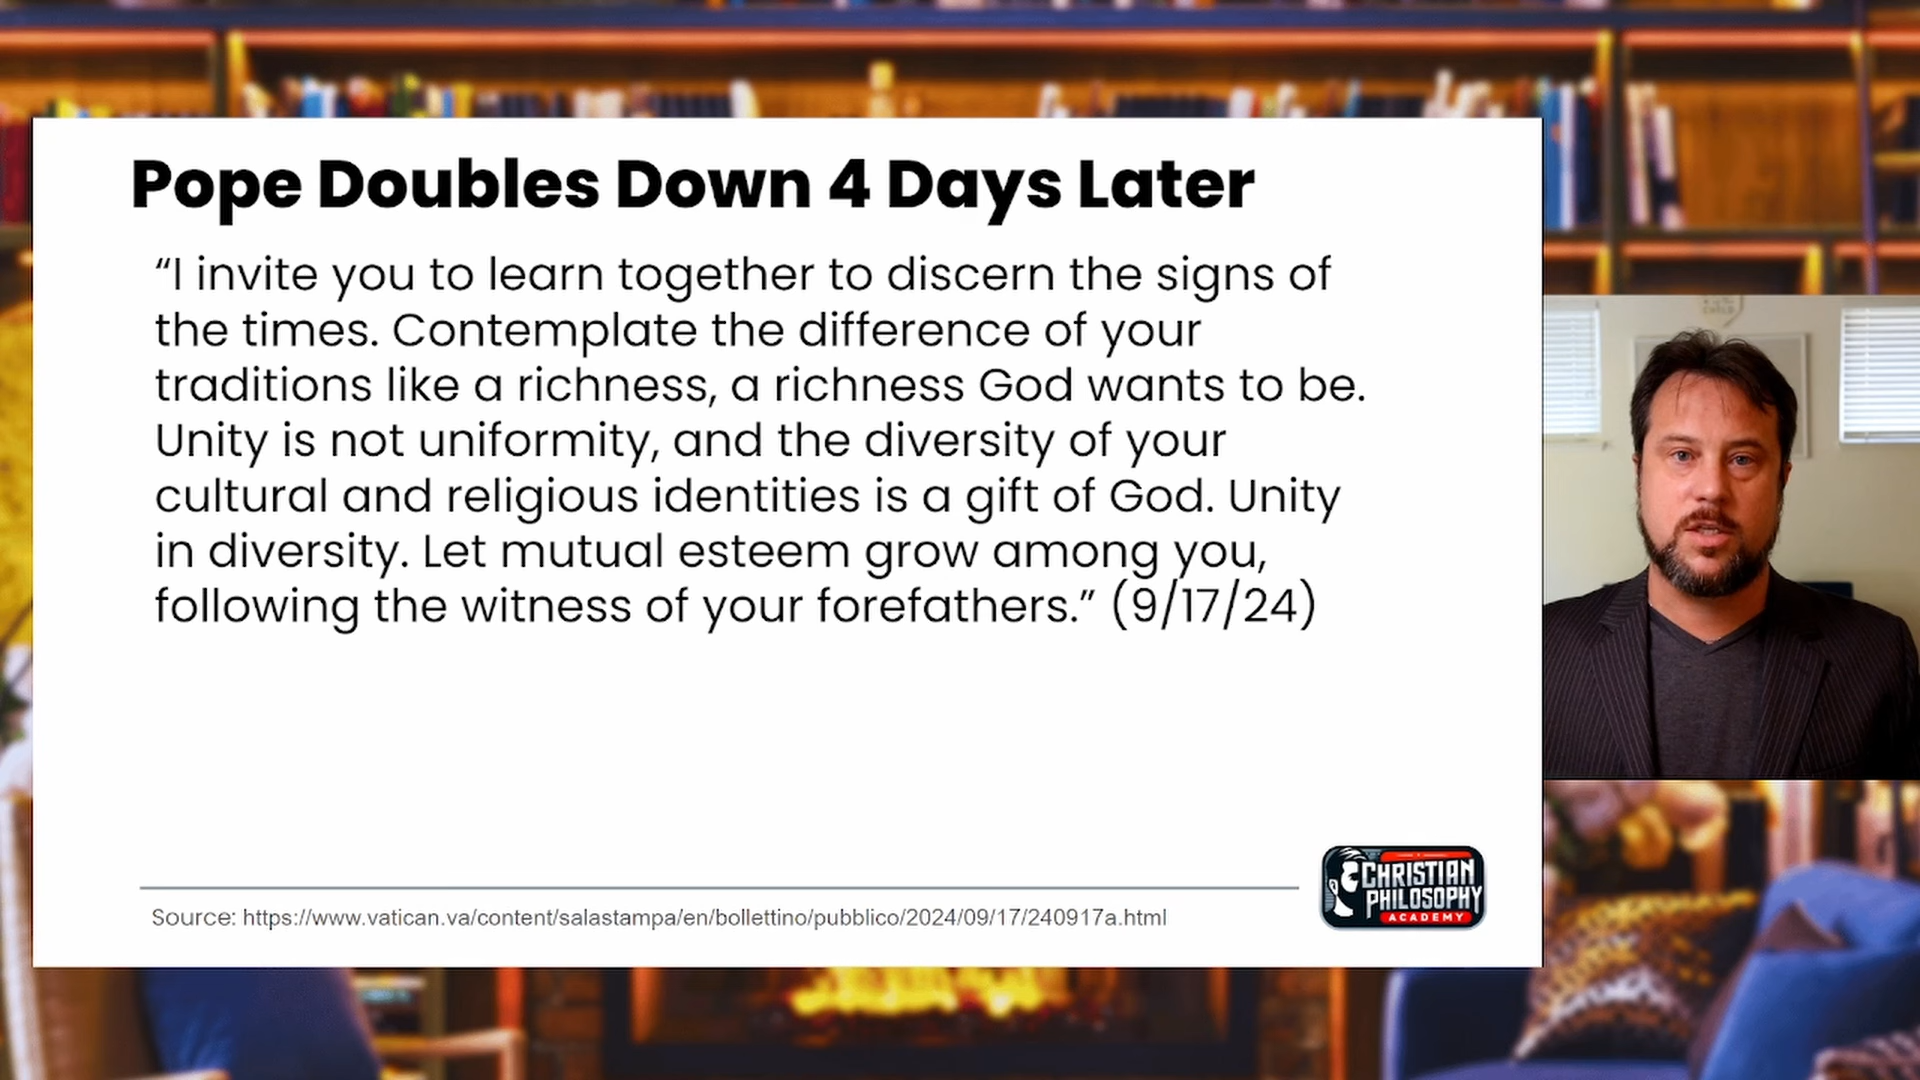 Pope Doubles Down 4 Days Later
“I invite you to learn together to discern the signs of
the times. Contemplate the difference of your
traditions like a richness, a richness God wants to be.
Unity is not uniformity, and the diversity of your
cultural and religious identities is a gift of God. Unity
in diversity. Let mutual esteem grow among you,
following the witness of your forefathers.” (9/17/24)
CHRISTIAN
PHILOSOPHY
ACADEMY
Source: https://www.vatican.va/content/salastampa/en/bollettino/pubblico/2024/09/17/240917a.html